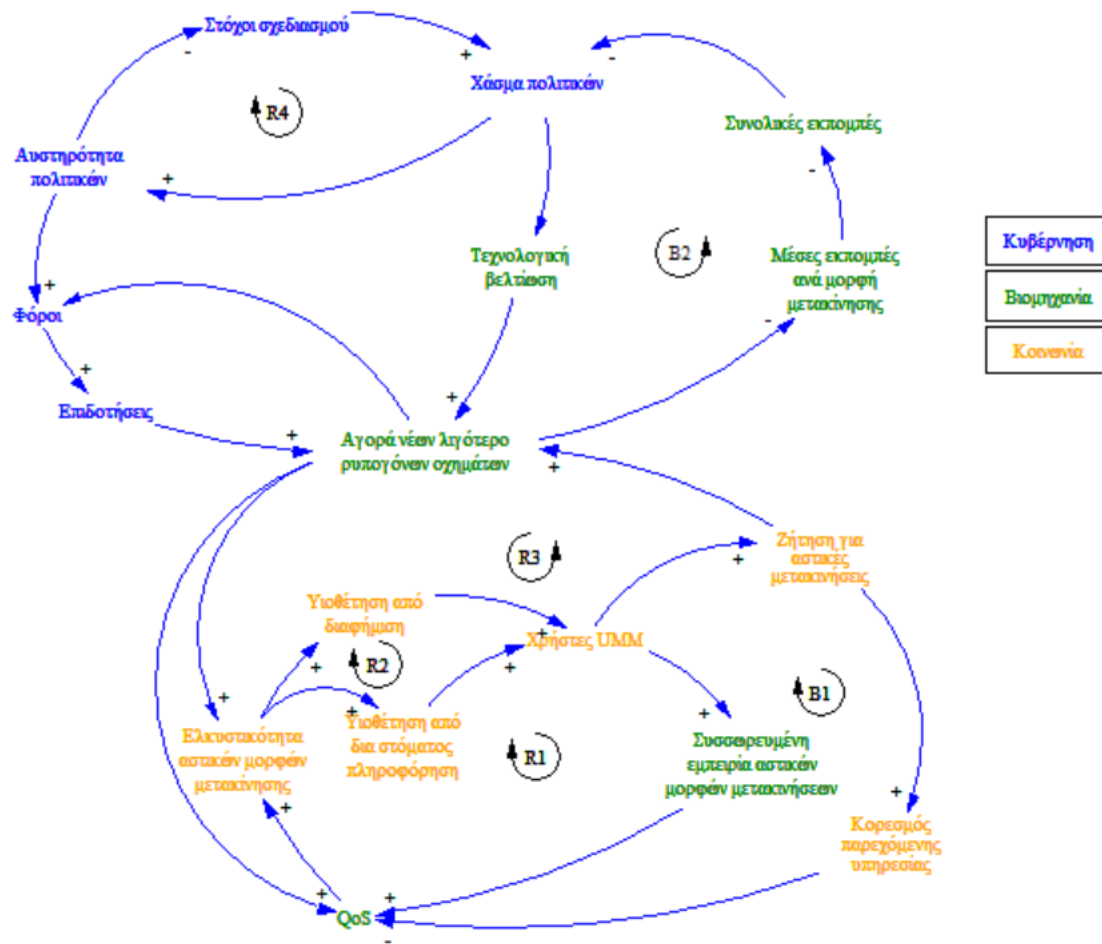 Στόχοι σχεδιασμού
-
+
-
Χάσμα πολιτικών
R4
Συνολικές εκπομπές
Αυστηρότητα
πολιτικών
+
-
Τεχνολογική
βελτίωση
B2
Μέσες εκπομπές
ανά μορφή
μετακίνησης
Κυβέρνηση
Βιομηχανία
Κοινωνία
+
Φόροι
-
+
Επιδοτήσεις
+
+
Αγορά νέων λιγότερο
ρυπογόνων οχημάτων
+
R3
Ζήτηση για
αστικές
μετακινήσεις
+
Υιοθέτηση από
διαφήμιση
+
Χρήστες UMM
+
+
R2
+
+
Ελκυστικότητα
αστικών μορφών
μετακίνησης
Υιοθέτηση από
δια στόματος
πληροφόρηση
R1
B1
+
Συσσωρευμένη
εμπειρία αστικών
μορφών μετακινήσεων
+
+
Κορεσμός
παρεχόμενης
υπηρεσίας
+
QoS
+
-